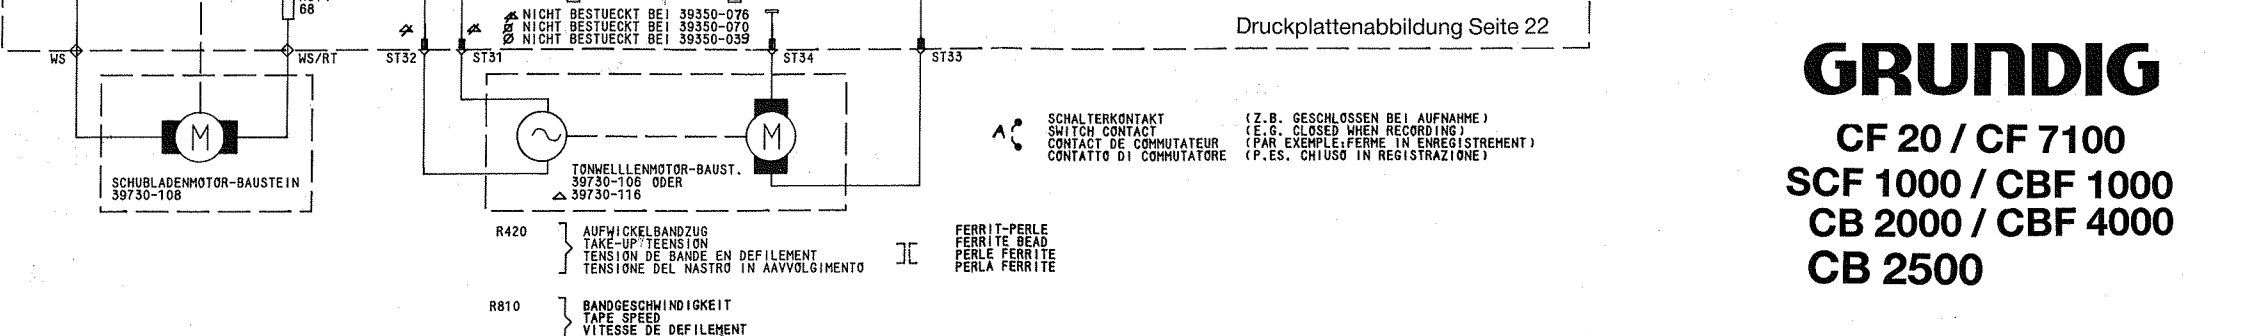 68
NICHT BESTUECKT BEI 39350-076
NICHT BESTUECKT BEI 39350-070
NICHT BESTUECKT BEI 39350-039
Druckplattenabbildung Seite 22
WS
WS/RT
ST32
ST31
ST34
ST33
GRUNDIG
CF 20 / CF 7100
SCF 1000 / CBF 1000
CB 2000 / CBF 4000
CB 2500
M
M
A
SCHALTERKONTAKT (Z.B. GESCHLOSSEN BEI AUFNAHME)
SWITCH CONTACT (E.G. CLOSED WHEN RECORDING)
CONTACT DE COMMUTATEUR (PAR EXEMPLE:FERME IN ENREGISTREMENT)
CONTATTO DI COMMUTATORE (P.ES. CHIUSO IN REGISTRAZIONE)
SCHUBLADENMOTOR-BAUSTEIN
39730-108
TONWELLLENMOTOR-BAUST.
39730-106 ODER
39730-116
R420
AUFWICKELBANDZUG
TAKE-UP TEENSION
TENSION DE BANDE EN DEFILEMENT
TENSIONE DEL NASTRO IN AAVVOLGIMENTO
FERRIT-PERLE
FERRITE BEAD
PERLE FERRITE
PERLA FERRITE
R810
BANDGESCHWINDIGKEIT
TAPE SPEED
VITESSE DE DEFILEMENT